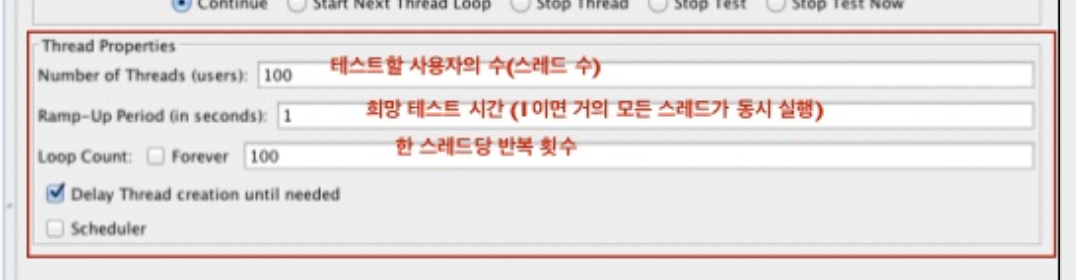 Continue Start Next Thread Loop Stop Thread Stop Test Stop Test Now
Thread Properties
Number of Threads (users): 100 테스트할 사용자의 수(스레드 수)
Ramp-Up Period (in seconds): 1 희망 테스트 시간 (1이면 거의 모든 스레드가 동시 실행)
Loop Count: Forever 100 한 스레드당 반복 횟수
Delay Thread creation until needed
Scheduler